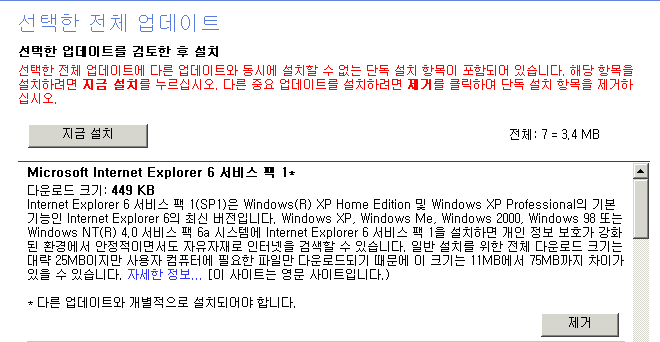 선택한 전체 업데이트
선택한 업데이트를 검토한 후 설치
선택한 전체 업데이트에 다른 업데이트와 동시에 설치할 수 없는 단독 설치 항목이 포함되어 있습니다. 해당 항목을
설치하려면 지금 설치를 누르십시오. 다른 중요 업데이트를 설치하려면 제거를 클릭하여 단독 설치 항목을 제거하
십시오.
지금 설치
전체: 7 = 3,4 MB
Microsoft Internet Explorer 6 서비스 팩 1*
다운로드 크기: 449 KB
Internet Explorer 6 서비스 팩 1(SP1)은 Windows(R) XP Home Edition 및 Windows XP Professional의 기본
기능인 Internet Explorer 6의 최신 버전입니다. Windows XP, Windows Me, Windows 2000, Windows 98 또는
Windows NT(R) 4.0 서비스 팩 6a 시스템에 Internet Explorer 6 서비스 팩 1을 설치하면 개인 정보 보호가 강화
된 환경에서 안정적이면서도 자유자재로 인터넷을 검색할 수 있습니다. 일반 설치를 위한 전체 다운로드 크기는
대략 25MB이지만 사용자 컴퓨터에 필요한 파일만 다운로드되기 때문에 이 크기는 11MB에서 75MB까지 차이가
있을 수 있습니다. 자세한 정보... [이 사이트는 영문 사이트입니다.)
* 다른 업데이트와 개별적으로 설치되어야 합니다.
제거